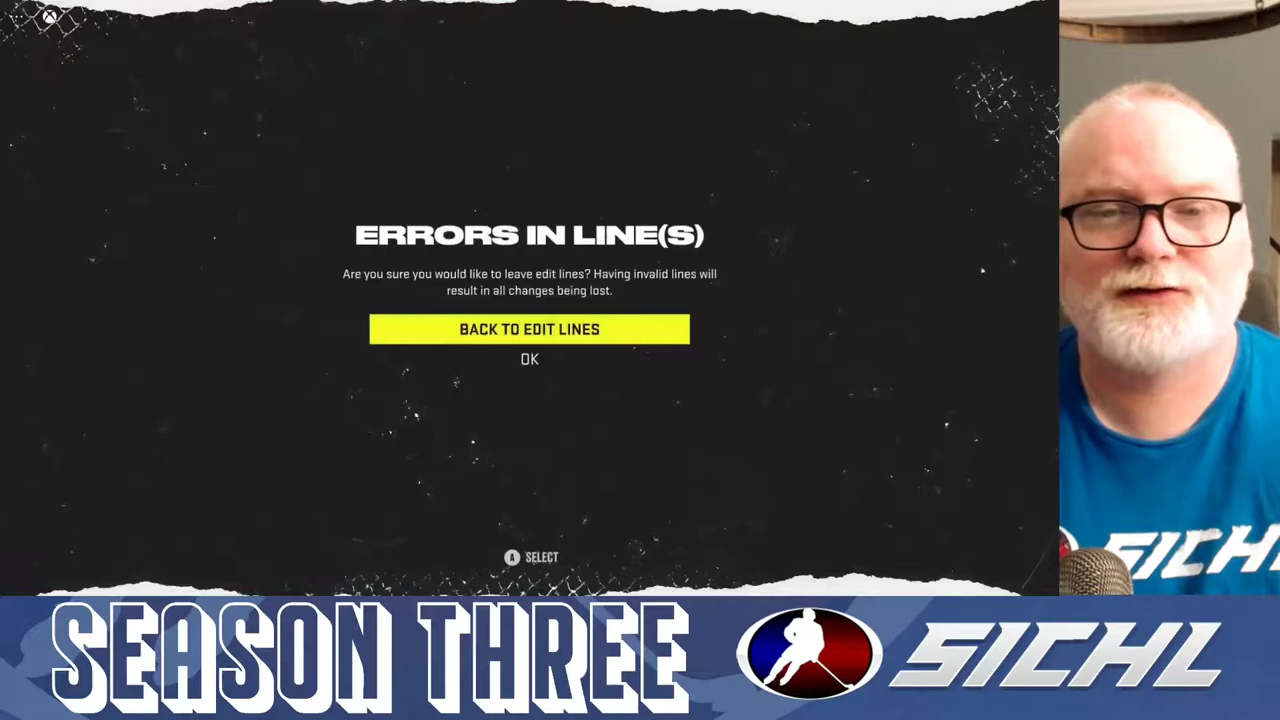 ERRORS IN LINE(S)
Are you sure you would like to leave edit lines? Having invalid lines will
result in all changes being lost.
BACK TO EDIT LINES
OK
A SELECT
SICHL
SEASON THREE
SICHL